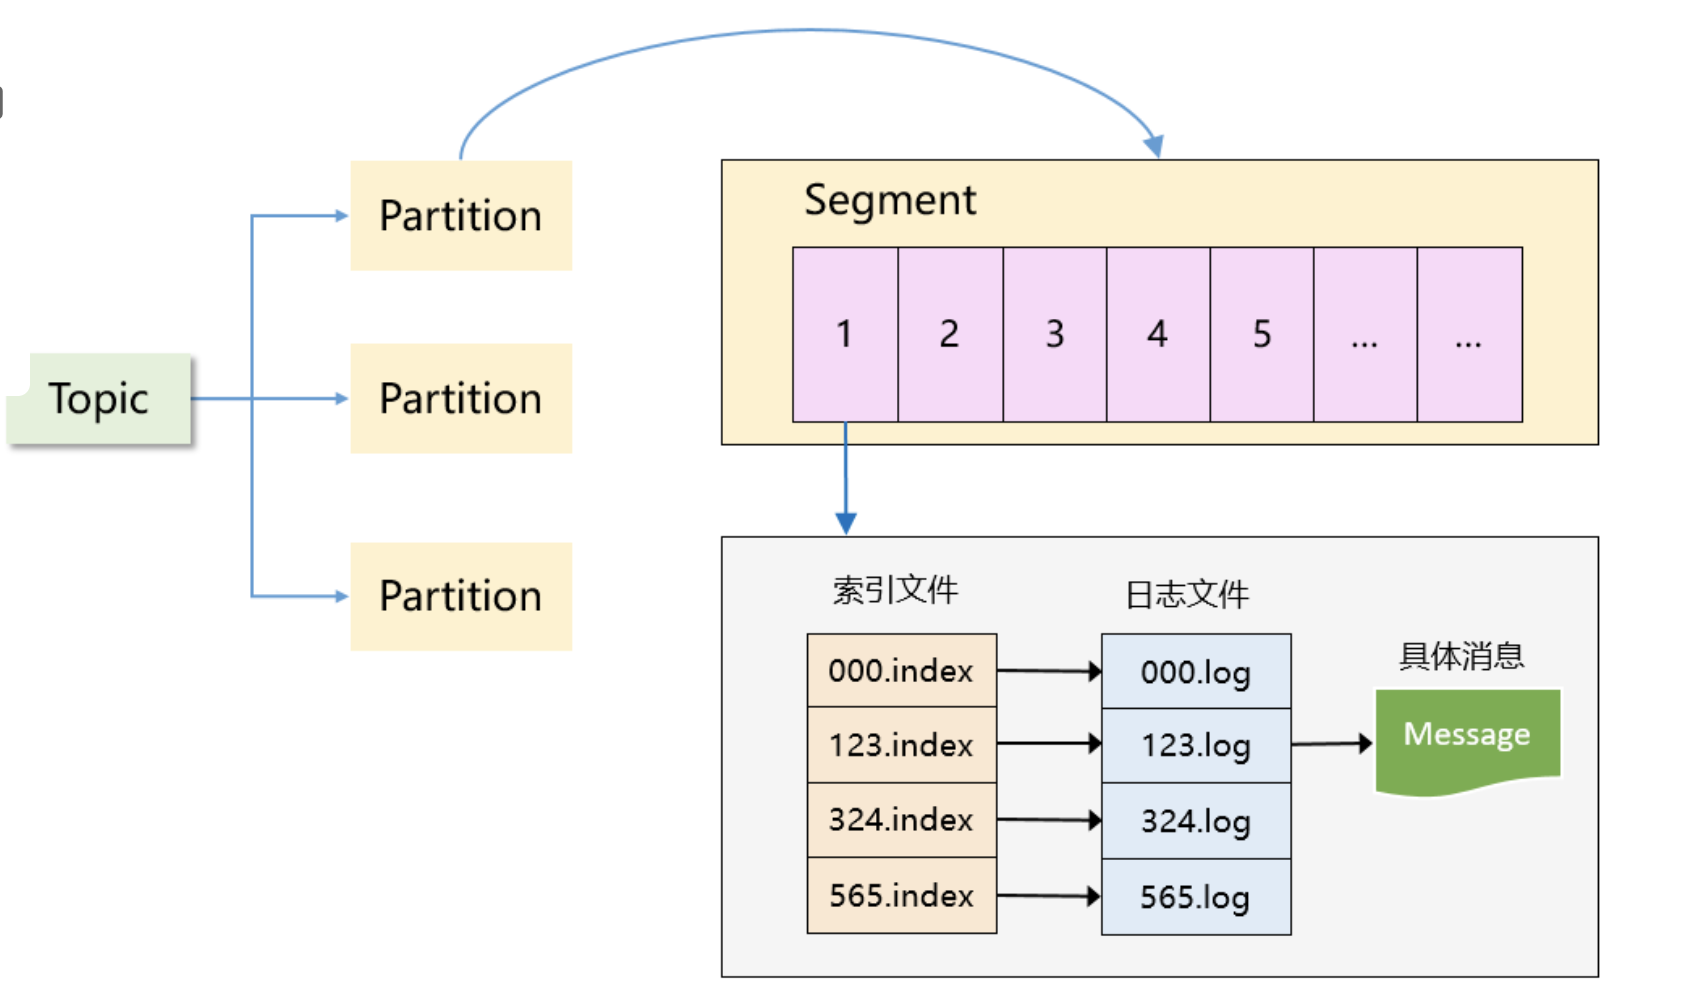 Topic
Partition
Partition
Partition
Segment
1 2 3 4 5 ... ...
索引文件 日志文件
具体消息
000.index 000.log
Message
123.index 123.log
324.index 324.log
565.index 565.log